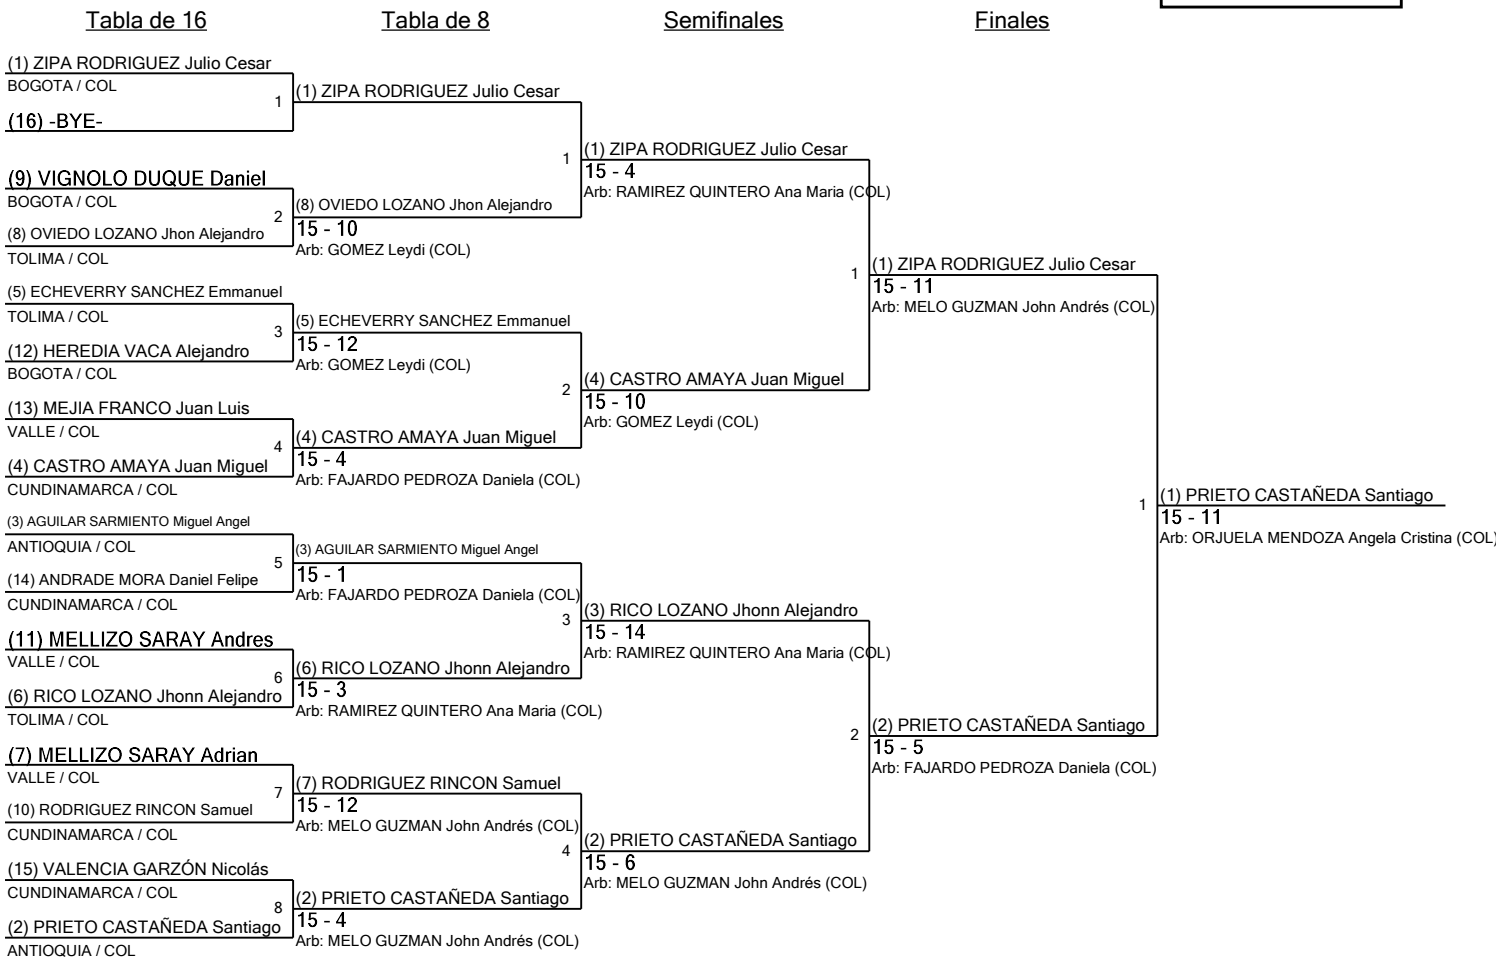 Tabla de 16
Tabla de 8
Semifinales
Finales
(1) ZIPA RODRIGUEZ Julio Cesar
BOGOTA / COL
1
(16) -BYE-
(9) VIGNOLO DUQUE Daniel
BOGOTA / COL
2
(8) OVIEDO LOZANO Jhon Alejandro
TOLIMA / COL
(5) ECHEVERRY SANCHEZ Emmanuel
TOLIMA / COL
3
(12) HEREDIA VACA Alejandro
BOGOTA / COL
(13) MEJIA FRANCO Juan Luis
VALLE / COL
4
(4) CASTRO AMAYA Juan Miguel
CUNDINAMARCA / COL
(3) AGUILAR SARMIENTO Miguel Angel
ANTIOQUIA / COL
5
(14) ANDRADE MORA Daniel Felipe
CUNDINAMARCA / COL
(11) MELLIZO SARAY Andres
VALLE / COL
6
(6) RICO LOZANO Jhonn Alejandro
TOLIMA / COL
(7) MELLIZO SARAY Adrian
VALLE / COL
7
(10) RODRIGUEZ RINCON Samuel
CUNDINAMARCA / COL
(15) VALENCIA GARZÓN Nicolás
CUNDINAMARCA / COL
8
(2) PRIETO CASTAÑEDA Santiago
ANTIOQUIA / COL
(1) ZIPA RODRIGUEZ Julio Cesar
1
(8) OVIEDO LOZANO Jhon Alejandro
15 - 10
Arb: GOMEZ Leydi (COL)
(5) ECHEVERRY SANCHEZ Emmanuel
15 - 12
Arb: GOMEZ Leydi (COL)
2
(4) CASTRO AMAYA Juan Miguel
15 - 4
Arb: FAJARDO PEDROZA Daniela (COL)
(3) AGUILAR SARMIENTO Miguel Angel
15 - 1
Arb: FAJARDO PEDROZA Daniela (COL)
3
(6) RICO LOZANO Jhonn Alejandro
15 - 3
Arb: RAMIREZ QUINTERO Ana Maria (COL)
(7) RODRIGUEZ RINCON Samuel
15 - 12
Arb: MELO GUZMAN John Andrés (COL)
4
(2) PRIETO CASTAÑEDA Santiago
15 - 4
Arb: MELO GUZMAN John Andrés (COL)
(1) ZIPA RODRIGUEZ Julio Cesar
15 - 4
Arb: RAMIREZ QUINTERO Ana Maria (COL)
1
(4) CASTRO AMAYA Juan Miguel
15 - 10
Arb: GOMEZ Leydi (COL)
(3) RICO LOZANO Jhonn Alejandro
15 - 14
Arb: RAMIREZ QUINTERO Ana Maria (COL)
2
(2) PRIETO CASTAÑEDA Santiago
15 - 6
Arb: MELO GUZMAN John Andrés (COL)
(1) ZIPA RODRIGUEZ Julio Cesar
15 - 11
Arb: MELO GUZMAN John Andrés (COL)
1
(2) PRIETO CASTAÑEDA Santiago
15 - 5
Arb: FAJARDO PEDROZA Daniela (COL)
(1) PRIETO CASTAÑEDA Santiago
15 - 11
Arb: ORJUELA MENDOZA Angela Cristina (COL)